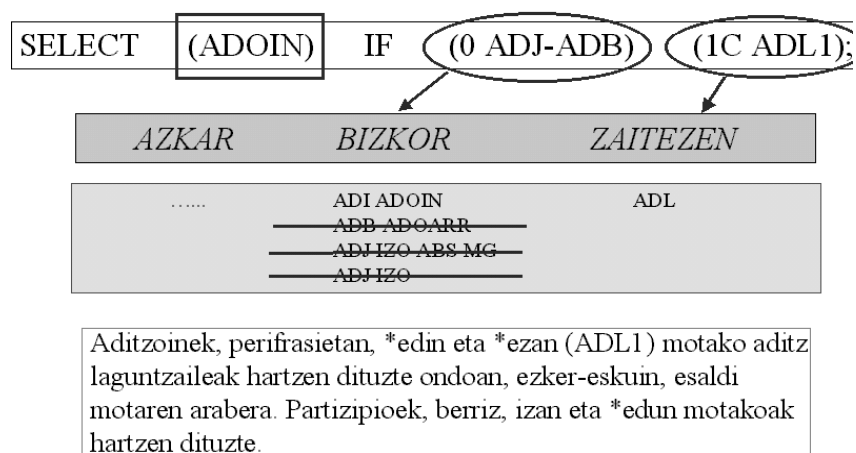 SELECT (ADOIN) IF (0 ADJ-ADB) (1C ADL1);
AZKAR BIZKOR ZAITEZEN
…... ADI ADOIN ADL
ADB ADOARR
ADJ IZO ABS MG
ADJ IZO
Aditzoinek, perifrasietan, *edin eta *ezan (ADL1) motako aditz
laguntzaileak hartzen dituzte ondoan, ezker-eskuin, esaldi
motaren arabera. Partizipioek, berriz, izan eta *edun motakoak
hartzen dituzte.